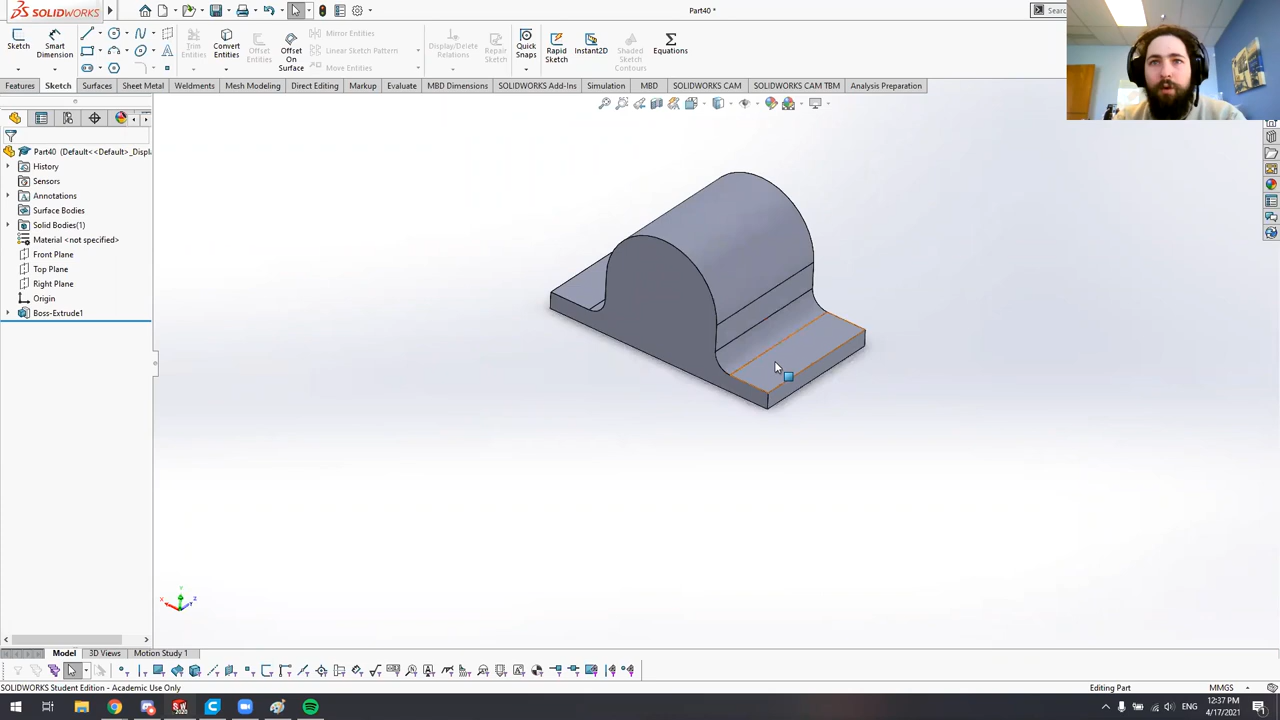 SOLIDWORKS
Part40 *
Sear
Sketch
Smart Dimension
Trim Entities
Convert Entities
Offset Entities
Offset On Surface
Mirror Entities
Linear Sketch Pattern
Move Entities
Display/Delete Relations
Repair Sketch
Quick Snaps
Rapid Sketch
Instant2D
Shaded Sketch Contours
Equations
Features Sketch Surfaces Sheet Metal Weldments Mesh Modeling Direct Editing Markup Evaluate MBD Dimensions SOLIDWORKS Add-Ins Simulation MBD SOLIDWORKS CAM SOLIDWORKS CAM TBM Analysis Preparation
Part40 (Default<<Default>_Displ
History
Sensors
Annotations
Surface Bodies
Solid Bodies(1)
Material <not specified>
Front Plane
Top Plane
Right Plane
Origin
Boss-Extrude1
Model 3D Views Motion Study 1
SOLIDWORKS Student Edition - Academic Use Only
Editing Part
MMGS
ENG
12:37 PM
4/17/2021